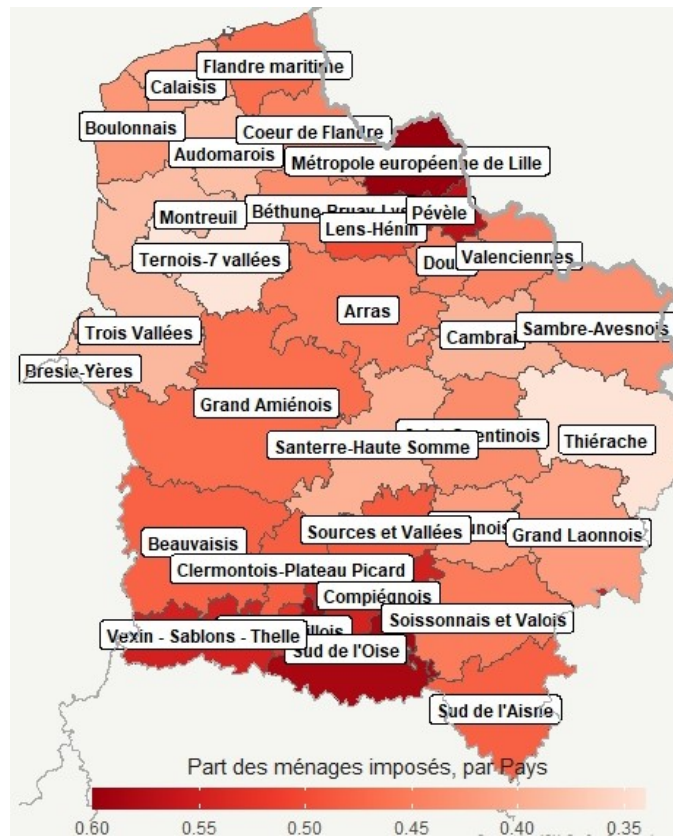 Flandre maritime
Calaisis
Boulonnais
Coeur de Flandre
Audomarois
Métropole européenne de Lille
Montreuil
Béthune-Bruay
Pévèle
Lens-Hénin
Ternois-7 vallées
Valenciennes
Arras
Trois Vallées
Cambrai
Sambre-Avesnois
Bresle-Yères
Grand Amiénois
Santerre-Haute Somme
Thiérache
Sources et Vallées
Grand Laonnois
Beauvaisis
Clermontois-Plateau Picard
Compiégnois
Soissonnais et Valois
Vexin - Sablons - Thelle
Sud de l'Oise
Sud de l'Aisne
Part des ménages imposés, par Pays
0.60 0.55 0.50 0.45 0.40 0.35